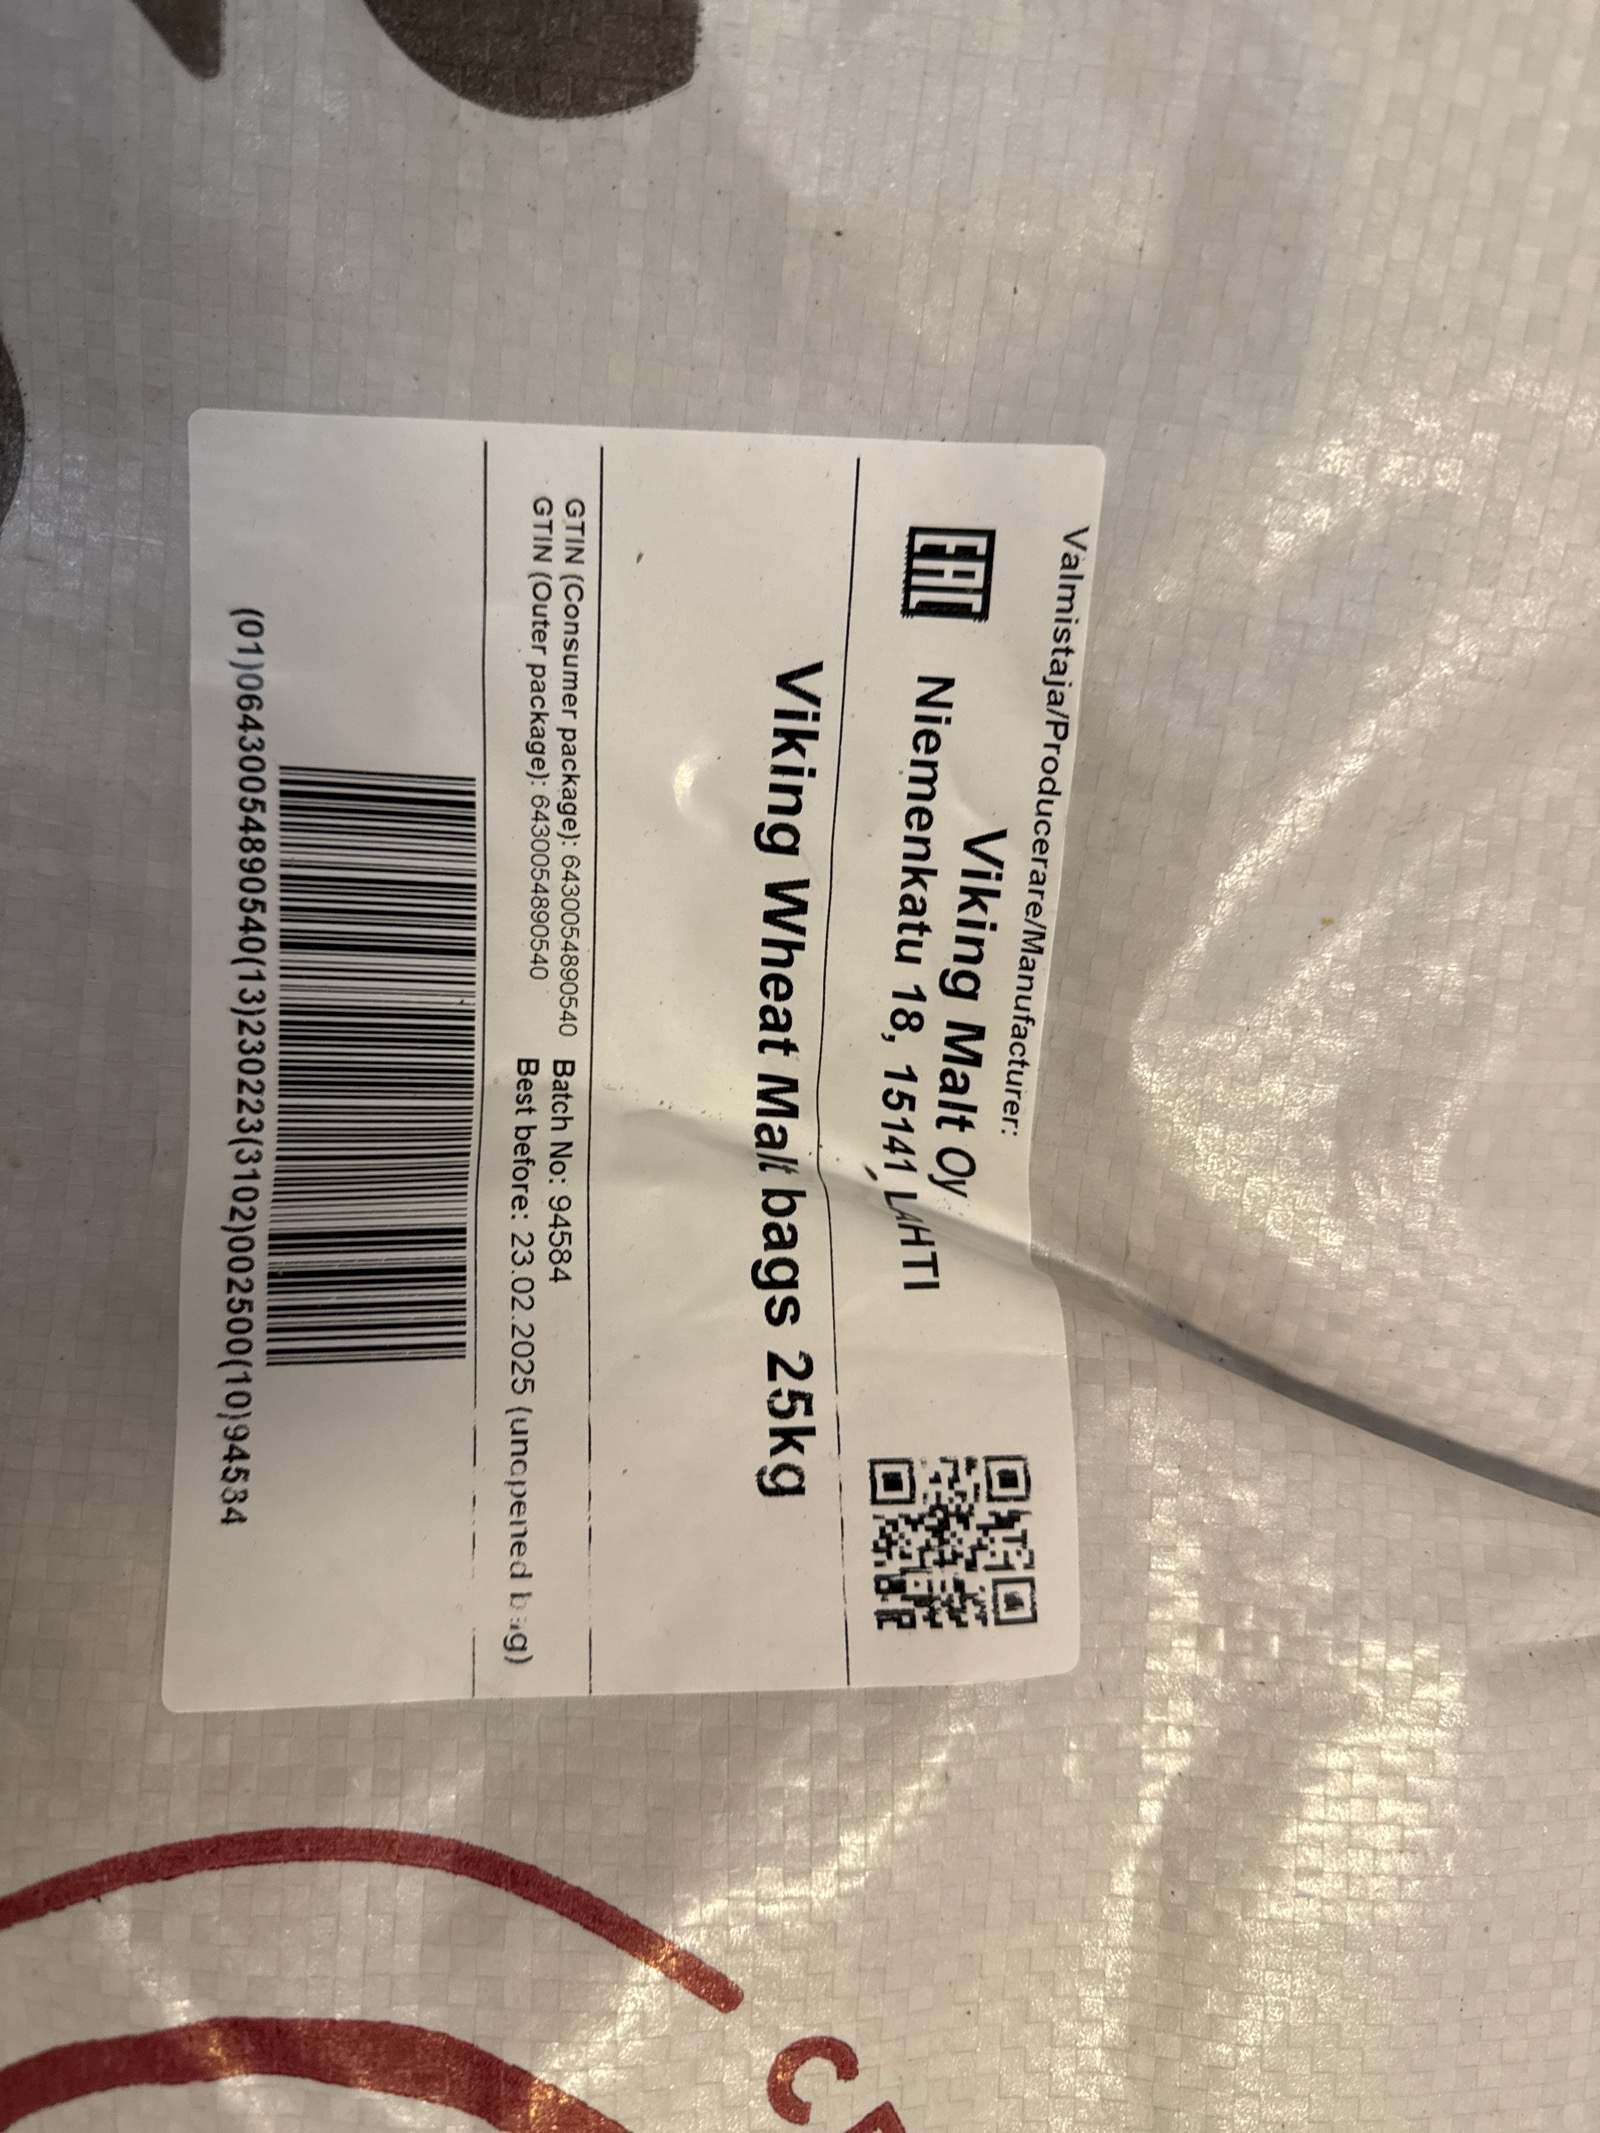 Valmistaja/Producerare/Manufacturer:
Viking Malt Oy
EAC
Niemenkatu 18, 15141 LAHTI
Viking Wheat Malt bags 25kg
GTIN (Consumer package): 6430054890540 Batch No: 94584
GTIN (Outer package): 6430054890540 Best before: 23.02.2025 (unopened bag)
(01)06430054890540(13)230223(3102)002500(10)94584